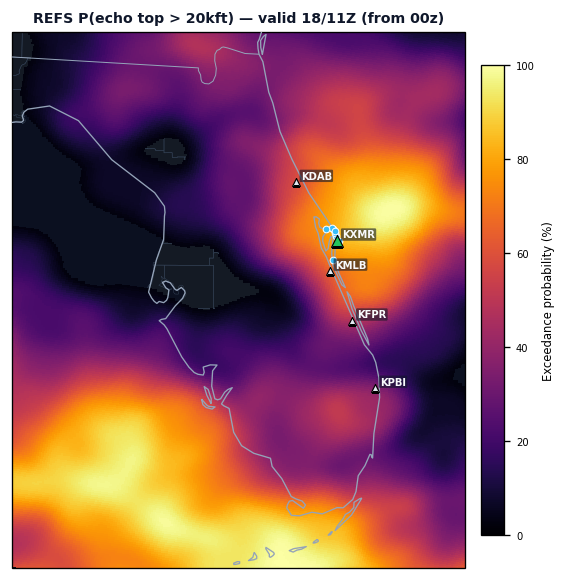 REFS P(echo top > 20kft) — valid 18/11Z (from 00z)
KDAB
KXMR
KMLB
KFPR
KPBI
100
80
60
40
20
0
Exceedance probability (%)